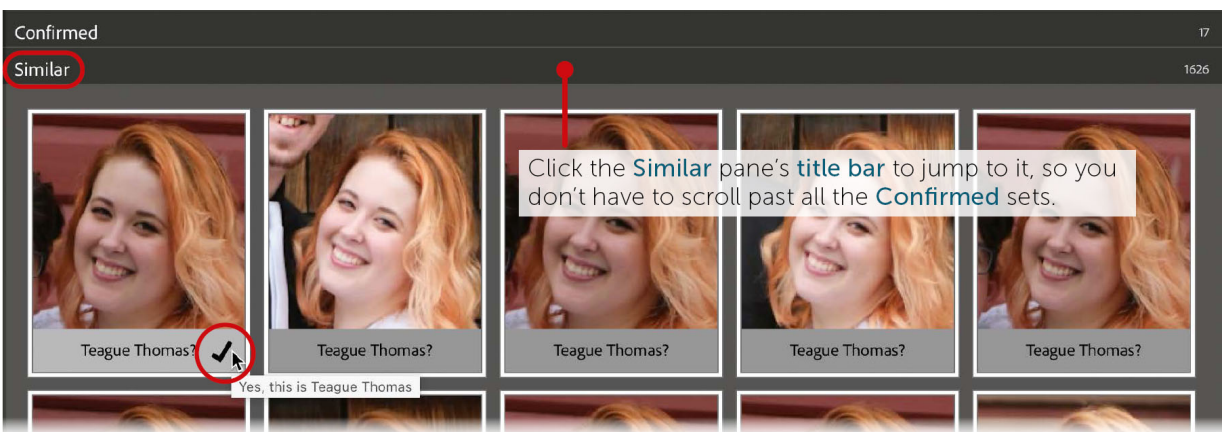 Confirmed 17
Similar 1626
Click the Similar pane's title bar to jump to it, so you
don't have to scroll past all the Confirmed sets.
Teague Thomas? Teague Thomas? Teague Thomas? Teague Thomas? Teague Thomas?
Yes, this is Teague Thomas